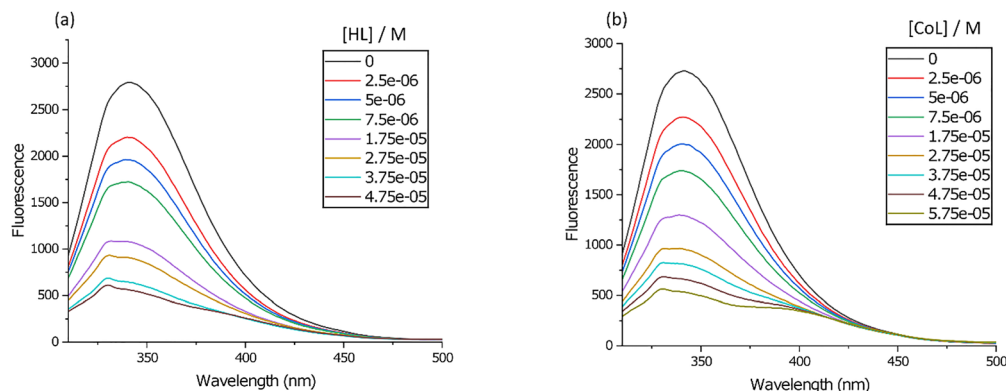 (a)
[HL] / M
0
2.5e-06
5e-06
7.5e-06
1.75e-05
2.75e-05
3.75e-05
4.75e-05
3000
2500
2000
1500
1000
500
0
Fluorescence
350
400
450
500
Wavelength (nm)
(b)
[CoL] / M
0
2.5e-06
5e-06
7.5e-06
1.75e-05
2.75e-05
3.75e-05
4.75e-05
5.75e-05
3000
2500
2000
1500
1000
500
0
Fluorescence
350
400
450
500
Wavelength (nm)